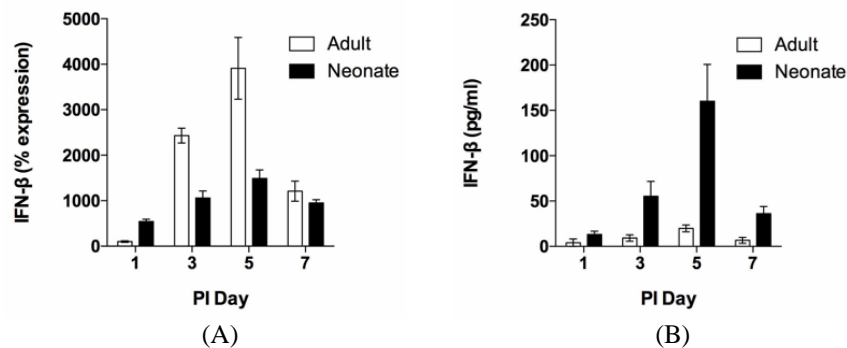 IFN-β (% expression)
5000
4000
3000
2000
1000
0
Adult
Neonate
1 3 5 7
PI Day
(A)
IFN-β (pg/ml)
250
200
150
100
50
0
Adult
Neonate
1 3 5 7
PI Day
(B)